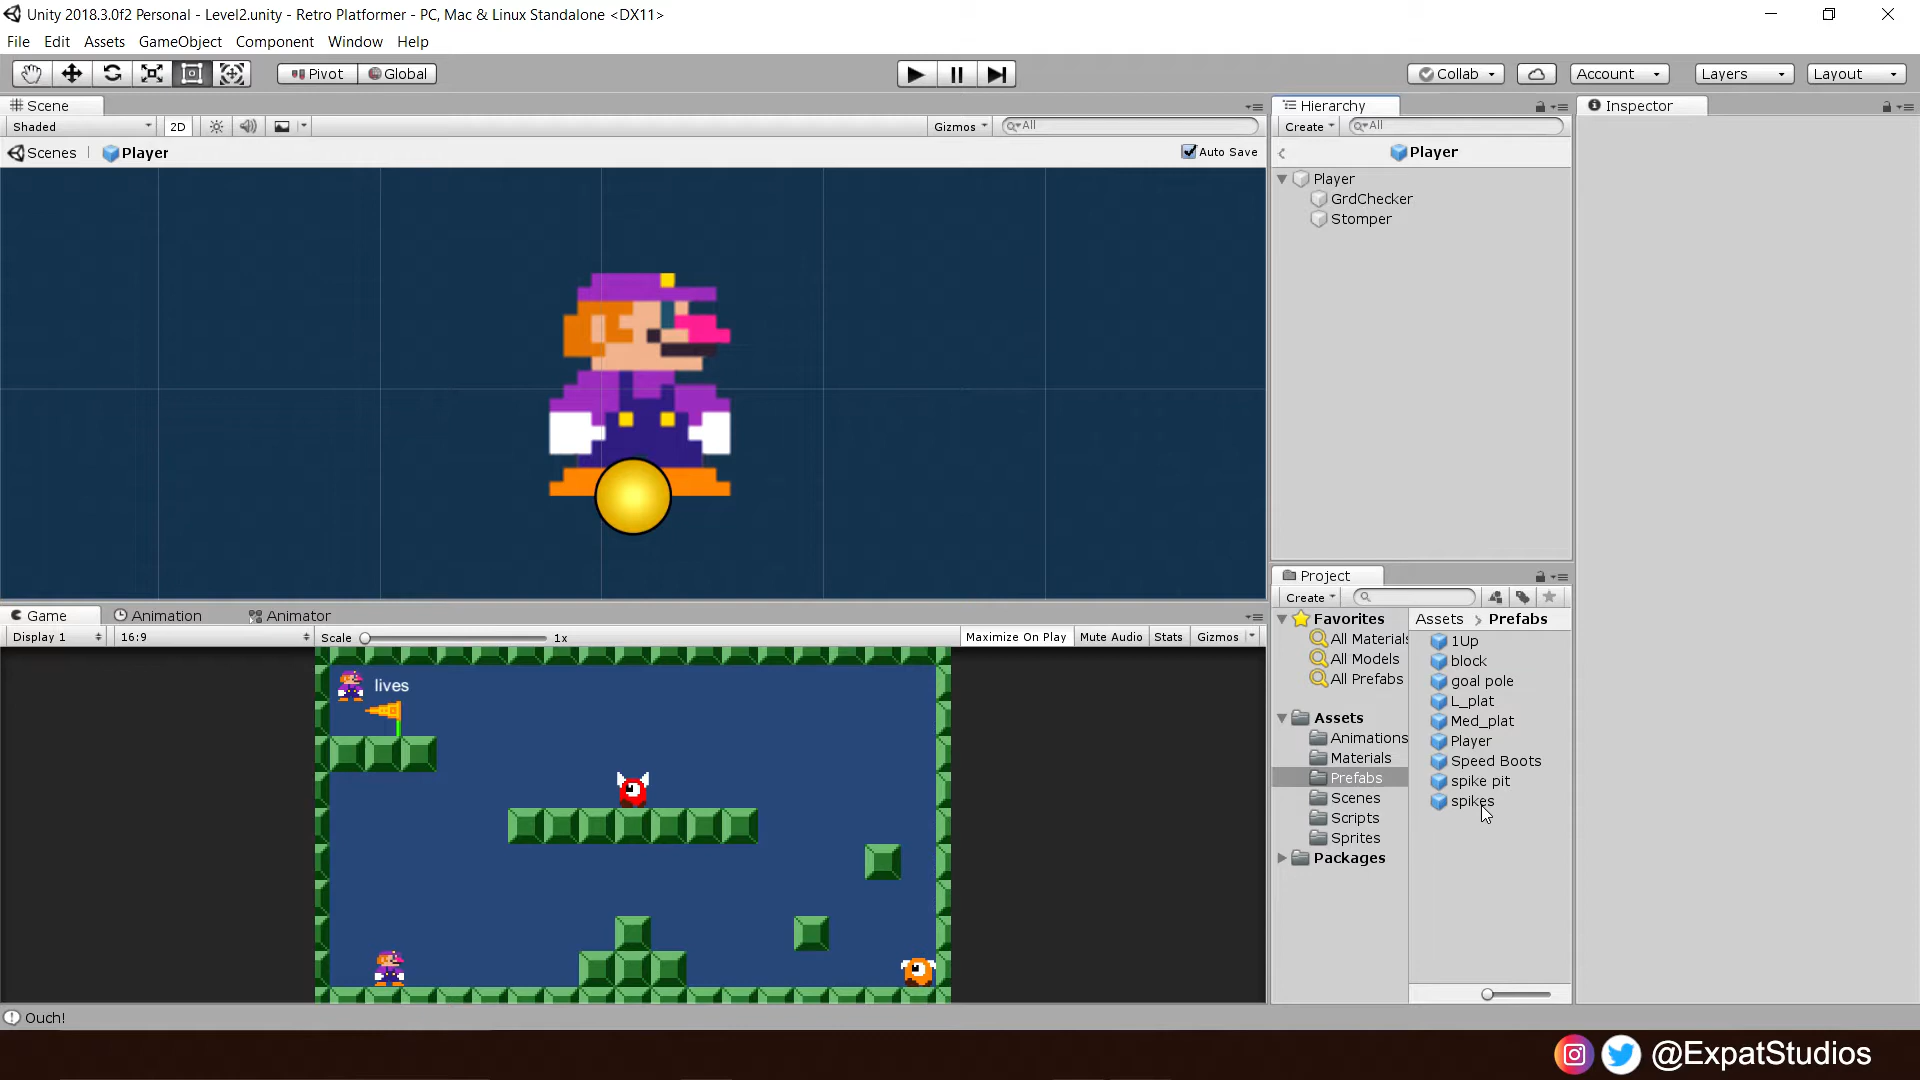 Unity 2018.3.0f2 Personal - Level2.unity - Retro Platformer - PC, Mac & Linux Standalone <DX11>
File Edit Assets GameObject Component Window Help
Pivot Global Collab Account Layers Layout
Scene Hierarchy Inspector
Shaded 2D Gizmos All Create All
Scenes Player Auto Save Player
Player
GrdChecker
Stomper
Project
Create
Game Animation Animator
Display 1 16:9 Scale 1x Maximize On Play Mute Audio Stats Gizmos
lives
Favorites
All Materials
All Models
All Prefabs
Assets
Animations
Materials
Prefabs
Scenes
Scripts
Sprites
Packages
Assets > Prefabs
1Up
block
goal pole
L_plat
Med_plat
Player
Speed Boots
spike pit
spikes
Ouch!
@ExpatStudios